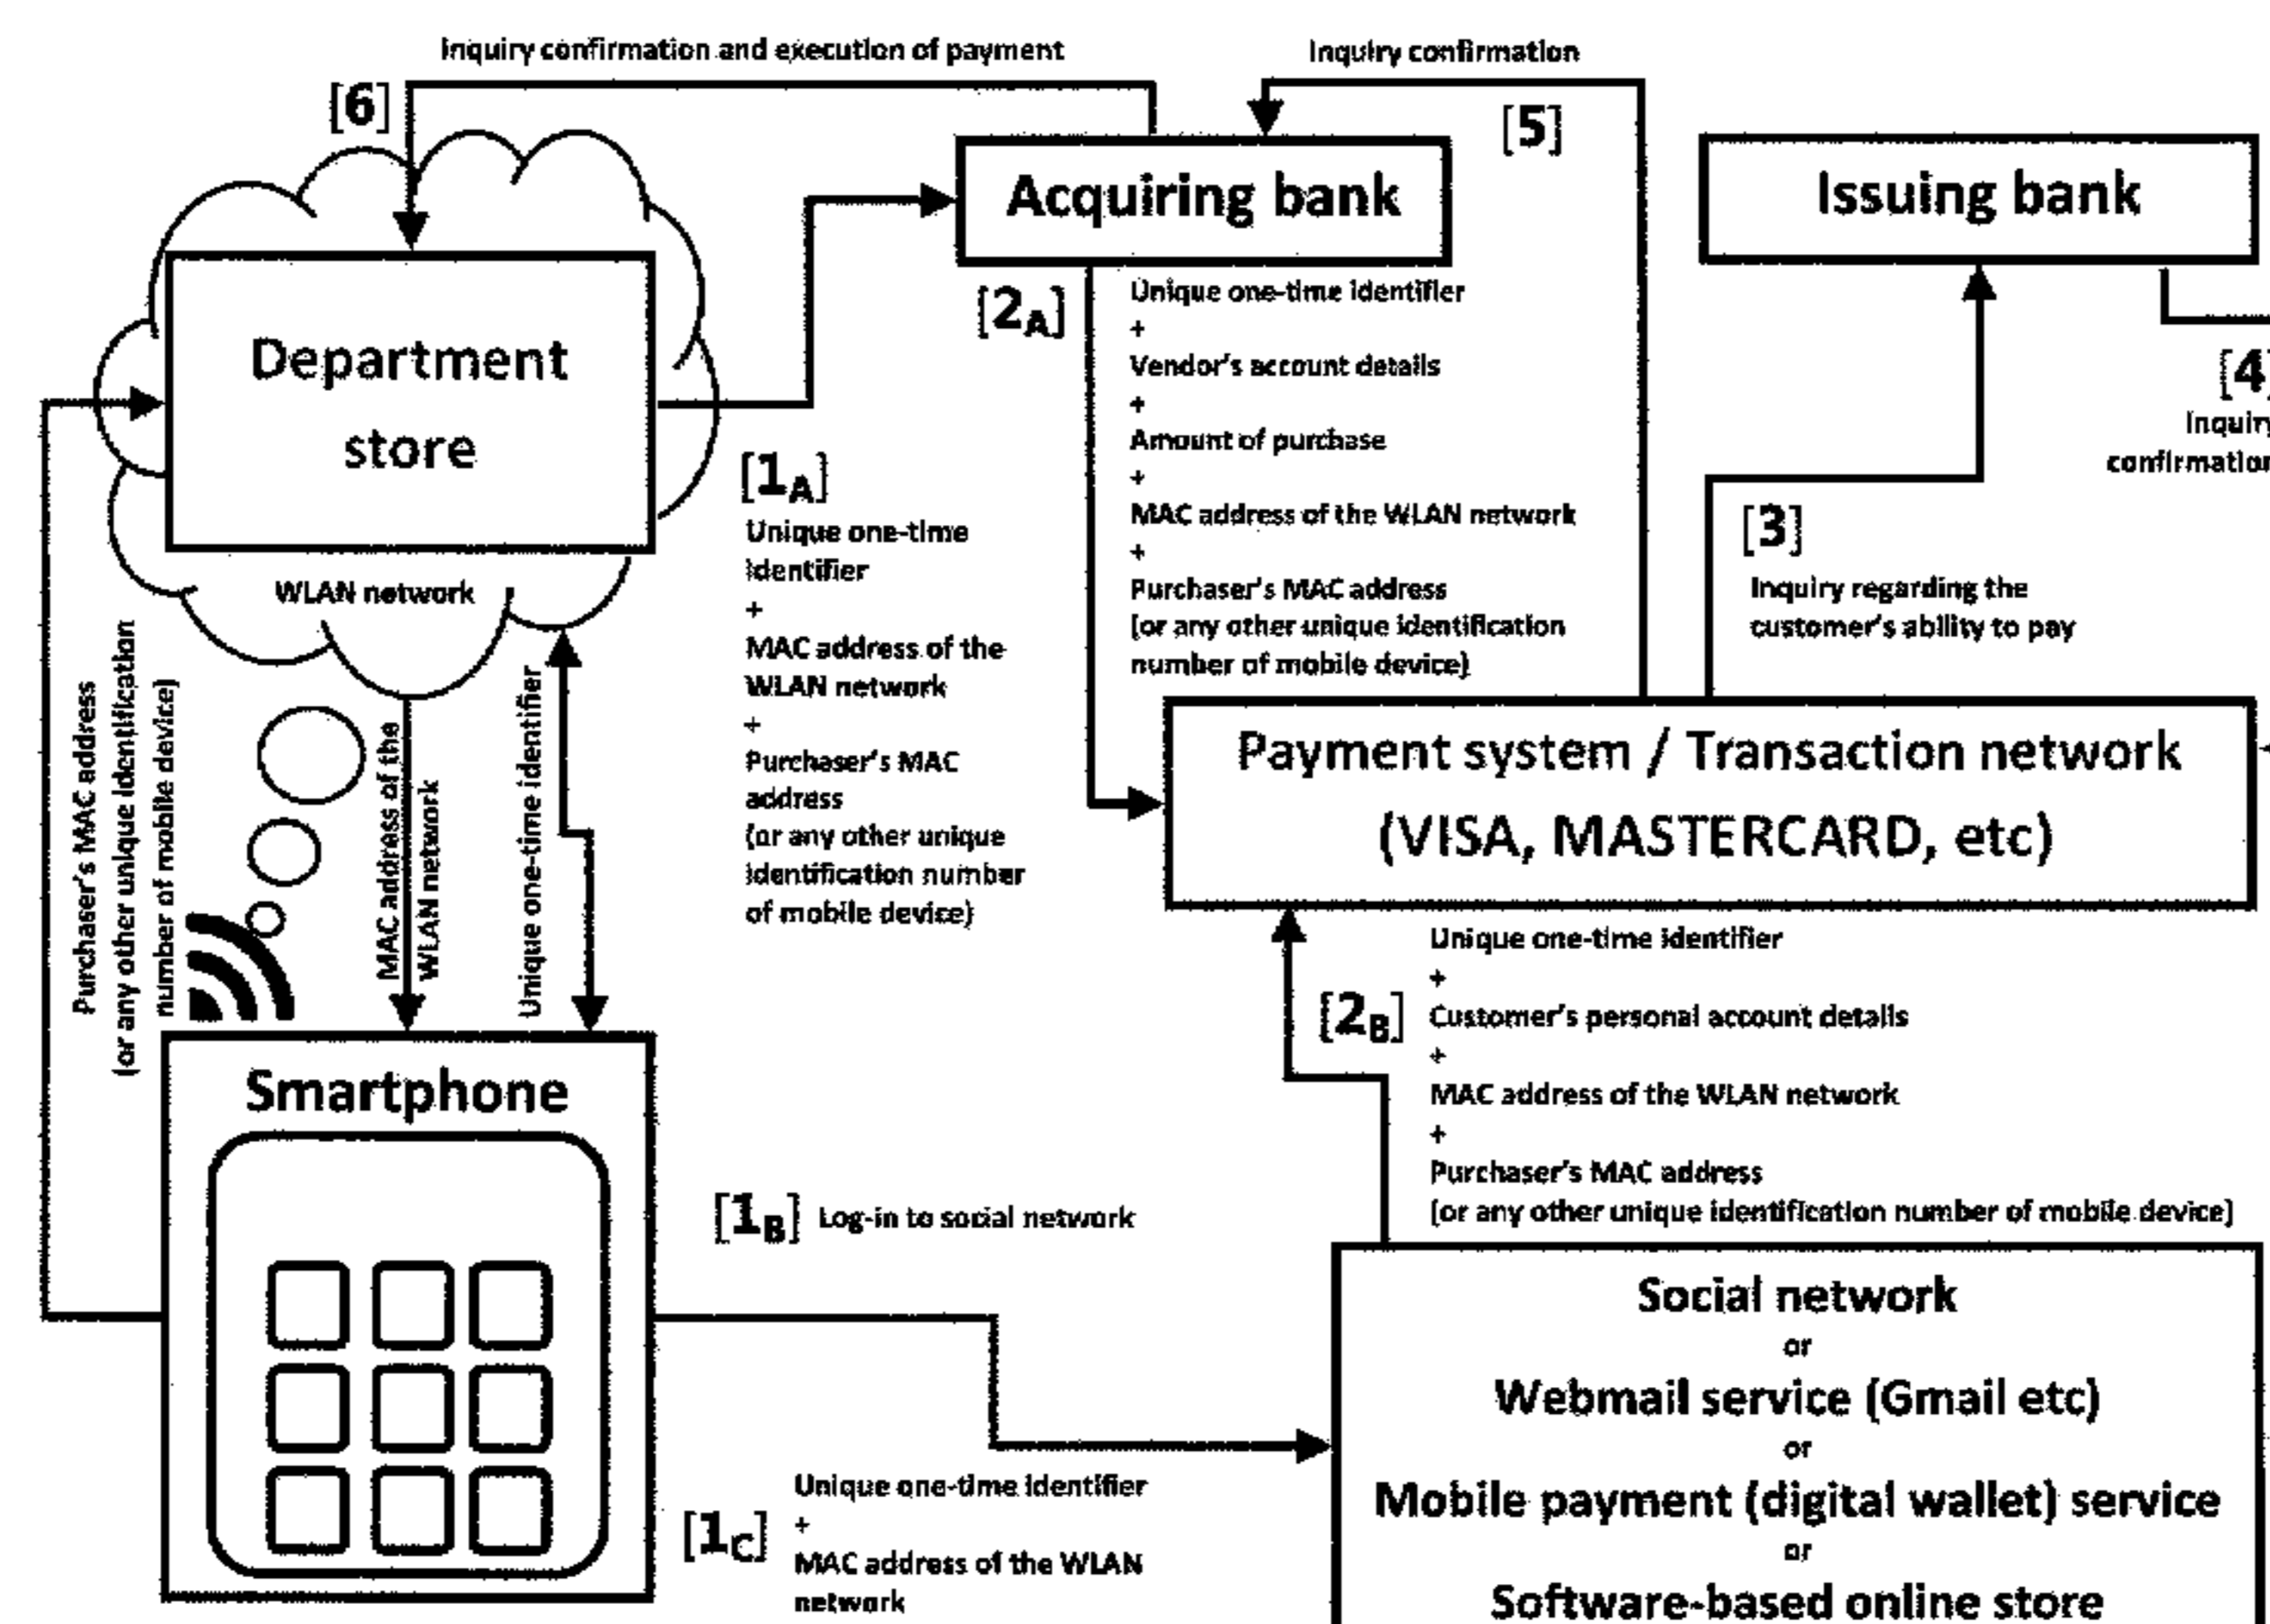 Inquiry confirmation and execution of payment
Inquiry confirmation
[6]
[5]
Acquiring bank
Issuing bank
Department
store
WLAN network
[1A]
Unique one-time
identifier
+
MAC address of the
WLAN network
+
Purchaser's MAC
address
(or any other unique
identification number
of mobile device)
[2A]
Unique one-time identifier
+
Vendor's account details
+
Amount of purchase
+
MAC address of the WLAN network
+
Purchaser's MAC address
(or any other unique identification
number of mobile device)
[3]
Inquiry regarding the
customer's ability to pay
[4]
Inquiry
confirmation
Purchaser's MAC address
(or any other unique identification
number of mobile device)
MAC address of the
WLAN network
Unique one-time identifier
Payment system / Transaction network
(VISA, MASTERCARD, etc)
[2B]
Unique one-time identifier
+
Customer's personal account details
+
MAC address of the WLAN network
+
Purchaser's MAC address
(or any other unique identification number of mobile device)
Smartphone
[1B] Log-in to social network
[1C]
Unique one-time identifier
+
MAC address of the WLAN
network
Social network
or
Webmail service (Gmail etc)
or
Mobile payment (digital wallet) service
or
Software-based online store